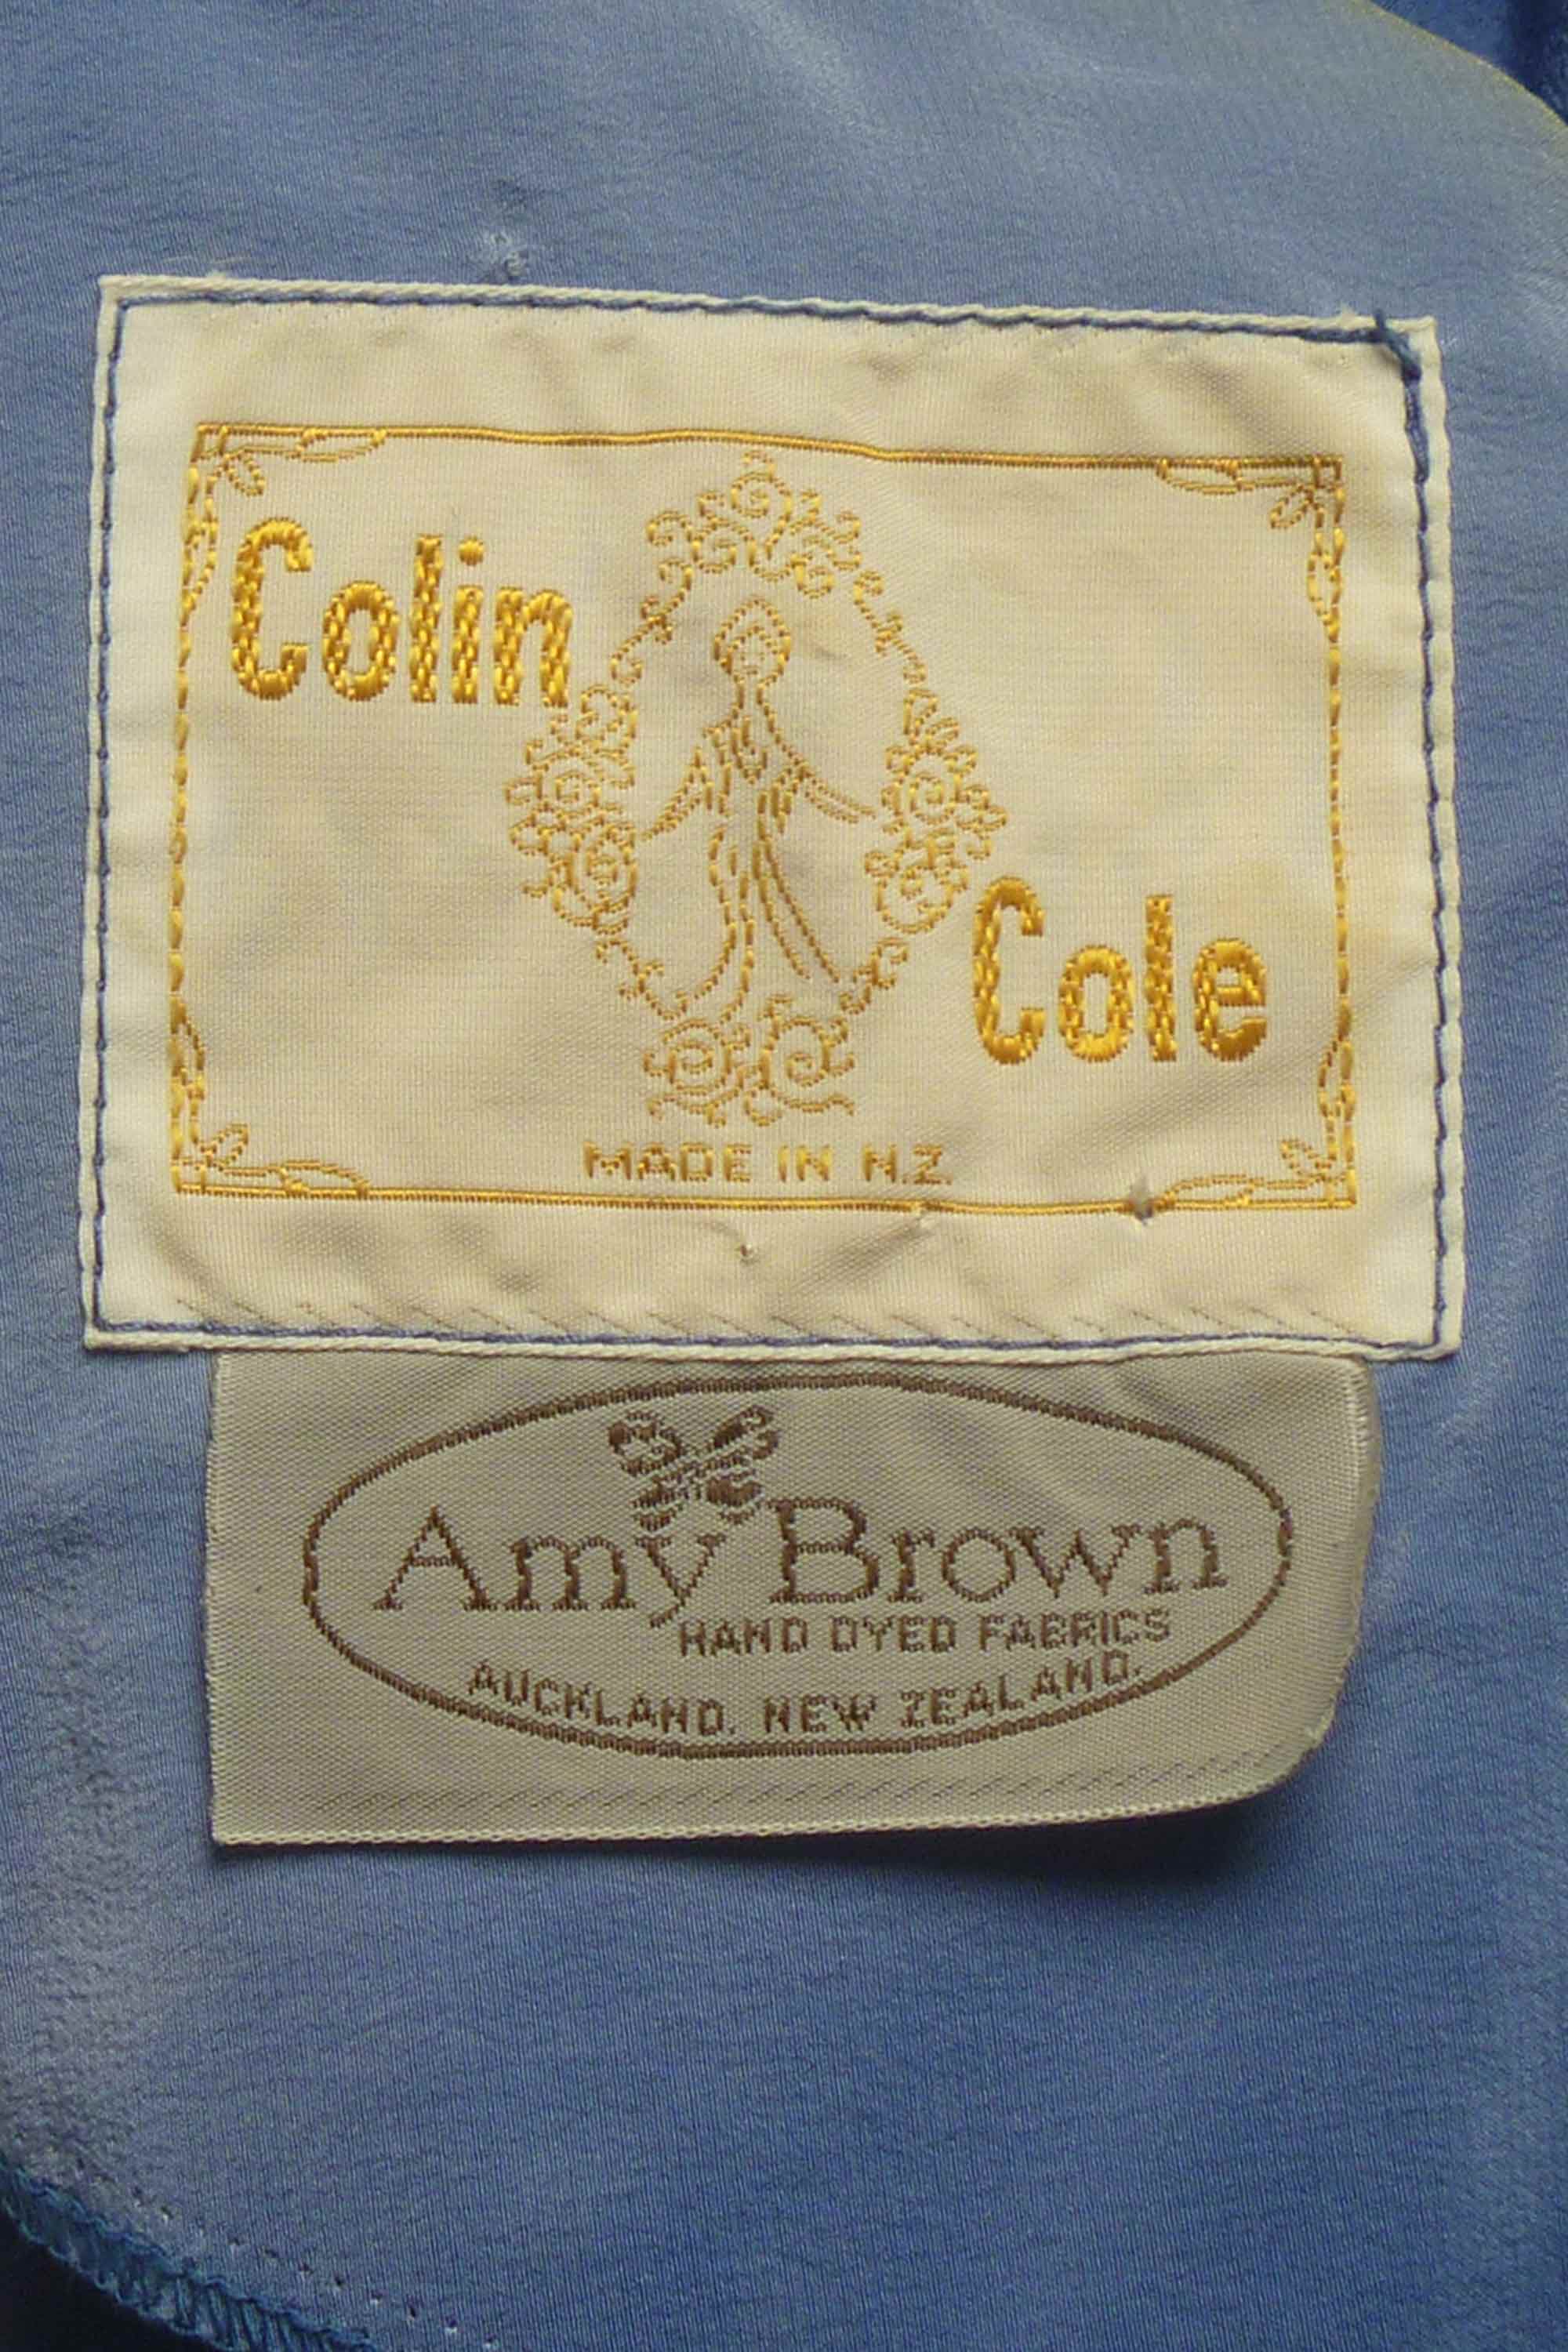 Colin
Cole
MADE IN N.Z.
Amy Brown
HAND DYED FABRICS
AUCKLAND. NEW ZEALAND.